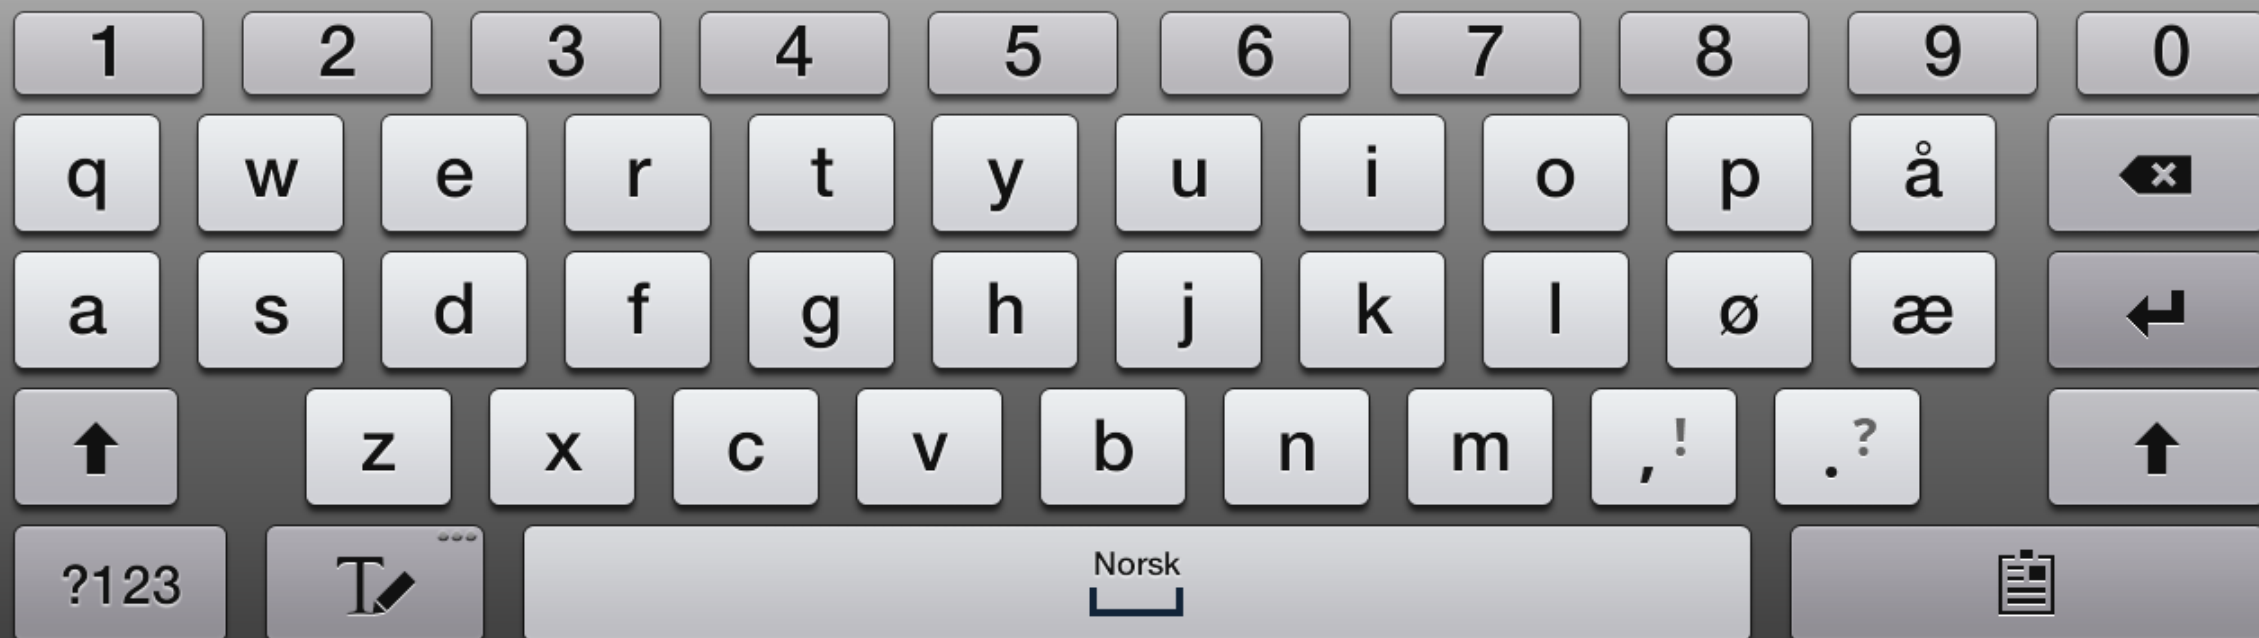 1 2 3 4 5 6 7 8 9 0
q w e r t y u i o p å
a s d f g h j k l ø æ
z x c v b n m , ! . ?
?123 T Norsk